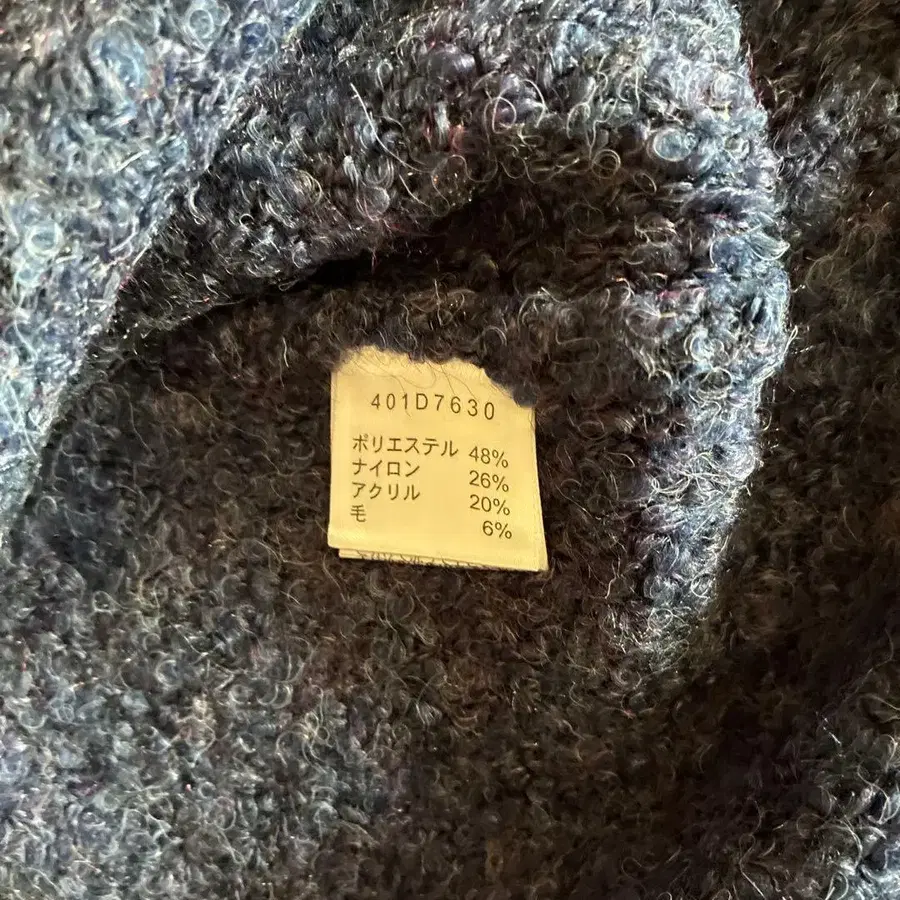 401D7630
ポリエステル 48%
ナイロン 26%
アクリル 20%
毛 6%